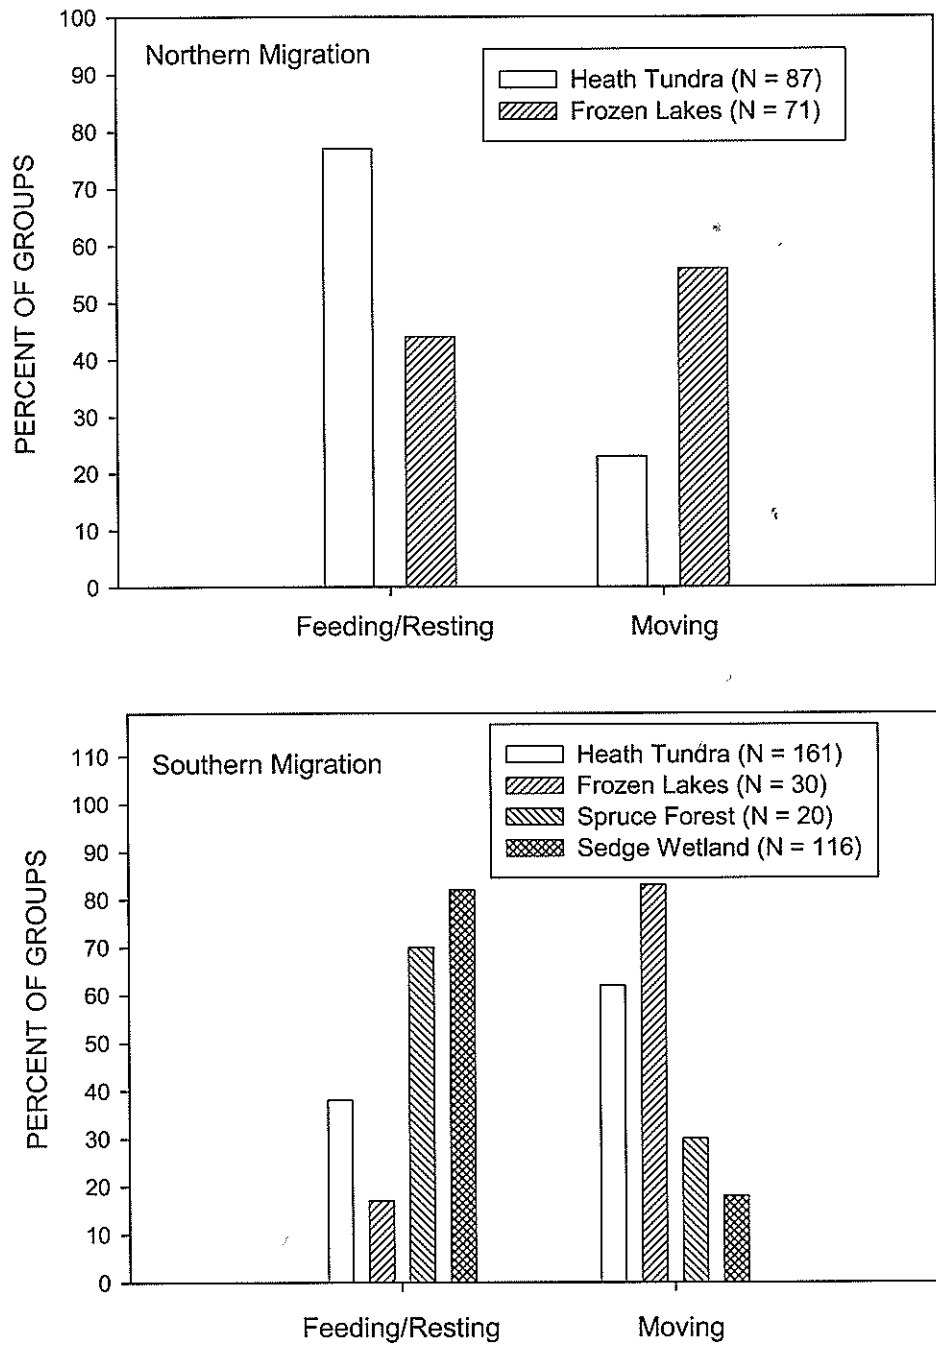 Northern Migration
Heath Tundra (N = 87)
Frozen Lakes (N = 71)
PERCENT OF GROUPS
100
90
80
70
60
50
40
30
20
10
0
Feeding/Resting Moving
Southern Migration
Heath Tundra (N = 161)
Frozen Lakes (N = 30)
Spruce Forest (N = 20)
Sedge Wetland (N = 116)
PERCENT OF GROUPS
110
100
90
80
70
60
50
40
30
20
10
0
Feeding/Resting Moving